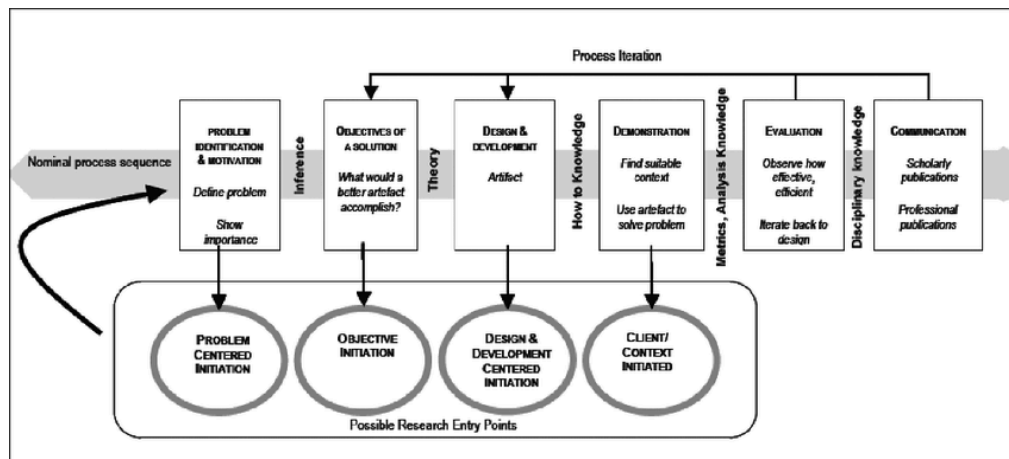 Process Iteration
Nominal process sequence
PROBLEM
IDENTIFICATION
& MOTIVATION
Define problem
Show
importance
Inference
OBJECTIVES OF
A SOLUTION
What would a
better artefact
accomplish?
Theory
DESIGN &
DEVELOPMENT
Artifact
How to Knowledge
DEMONSTRATION
Find suitable
context
Use artefact to
solve problem
Metrics, Analysis Knowledge
EVALUATION
Observe how
effective,
efficient
Iterate back to
design
Disciplinary knowledge
COMMUNICATION
Scholarly
publications
Professional
publications
PROBLEM
CENTERED
INITIATION
OBJECTIVE
INITIATION
DESIGN &
DEVELOPMENT
CENTERED
INITIATION
CLIENT/
CONTEXT
INITIATED
Possible Research Entry Points